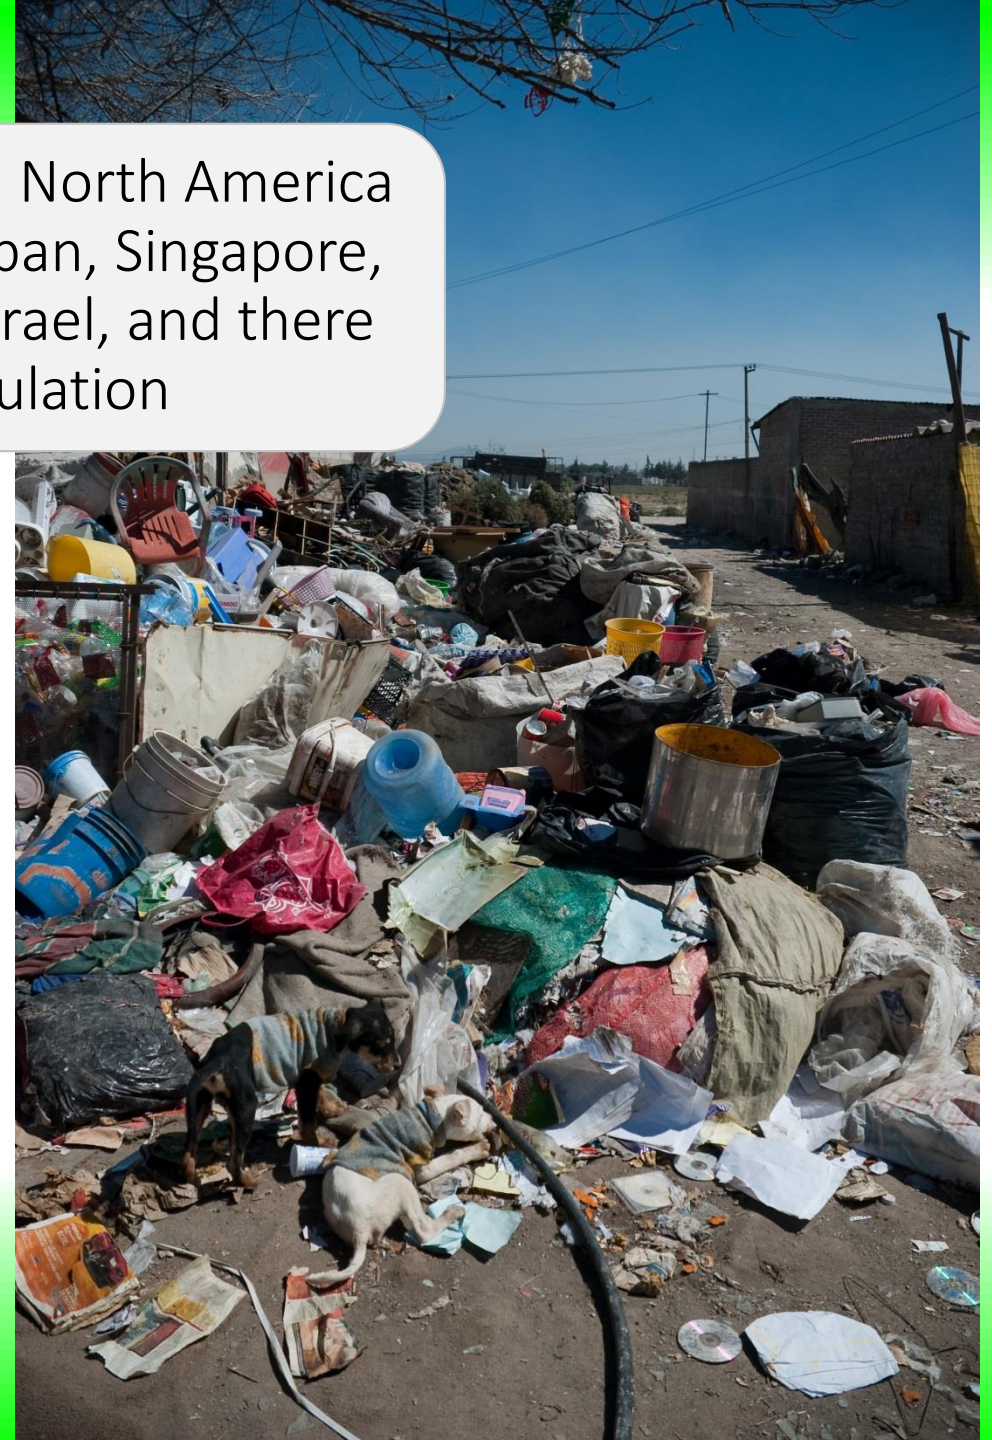 North America
pan, Singapore,
rael, and there
ulation